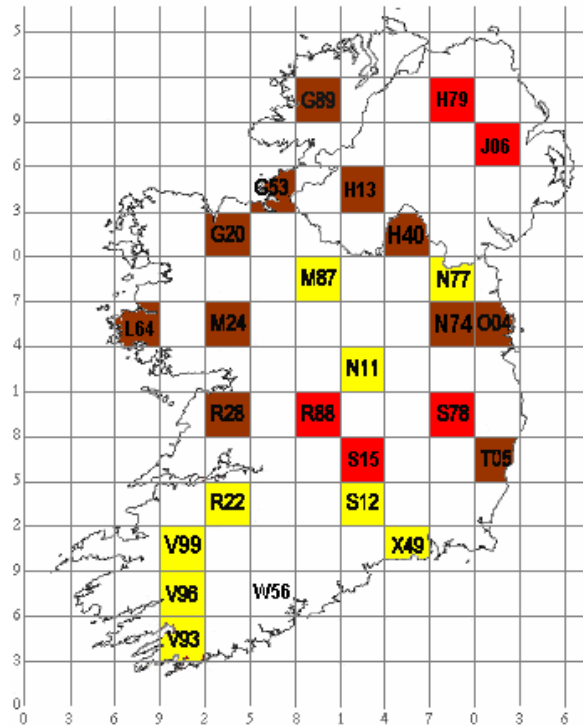 5
2
G89 H79
9
J06
6
G53 H13
3
G20 H40
0
M87 N77
7
L64 M24 N74 O04
4
N11
1
R28 R88 S78
8
S15 T05
5
R22 S12
2
V99 X49
9
V96 W56
6
V93
3
0
0 3 6 9 2 5 8 1 4 7 0 3 6